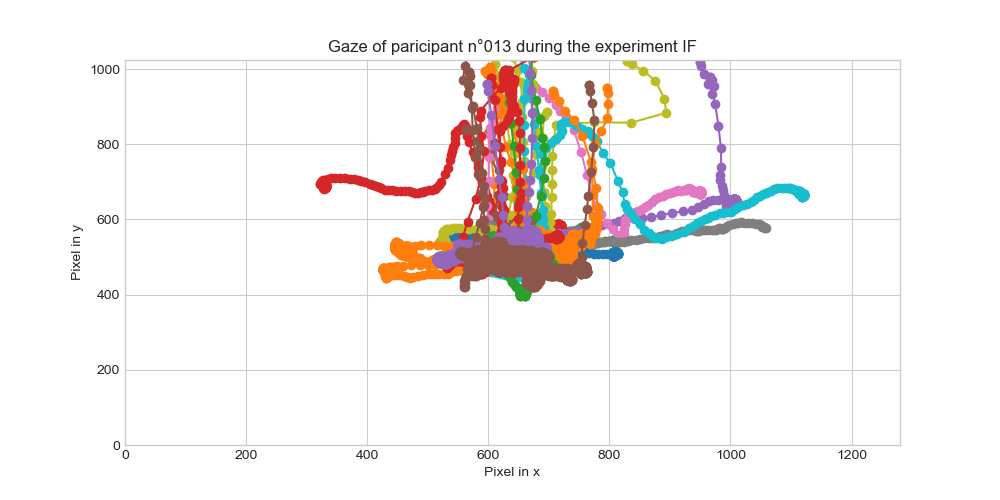 Gaze of paricipant n°013 during the experiment IF
1000
800
600
400
200
0
Pixel in y
0 200 400 600 800 1000 1200
Pixel in x